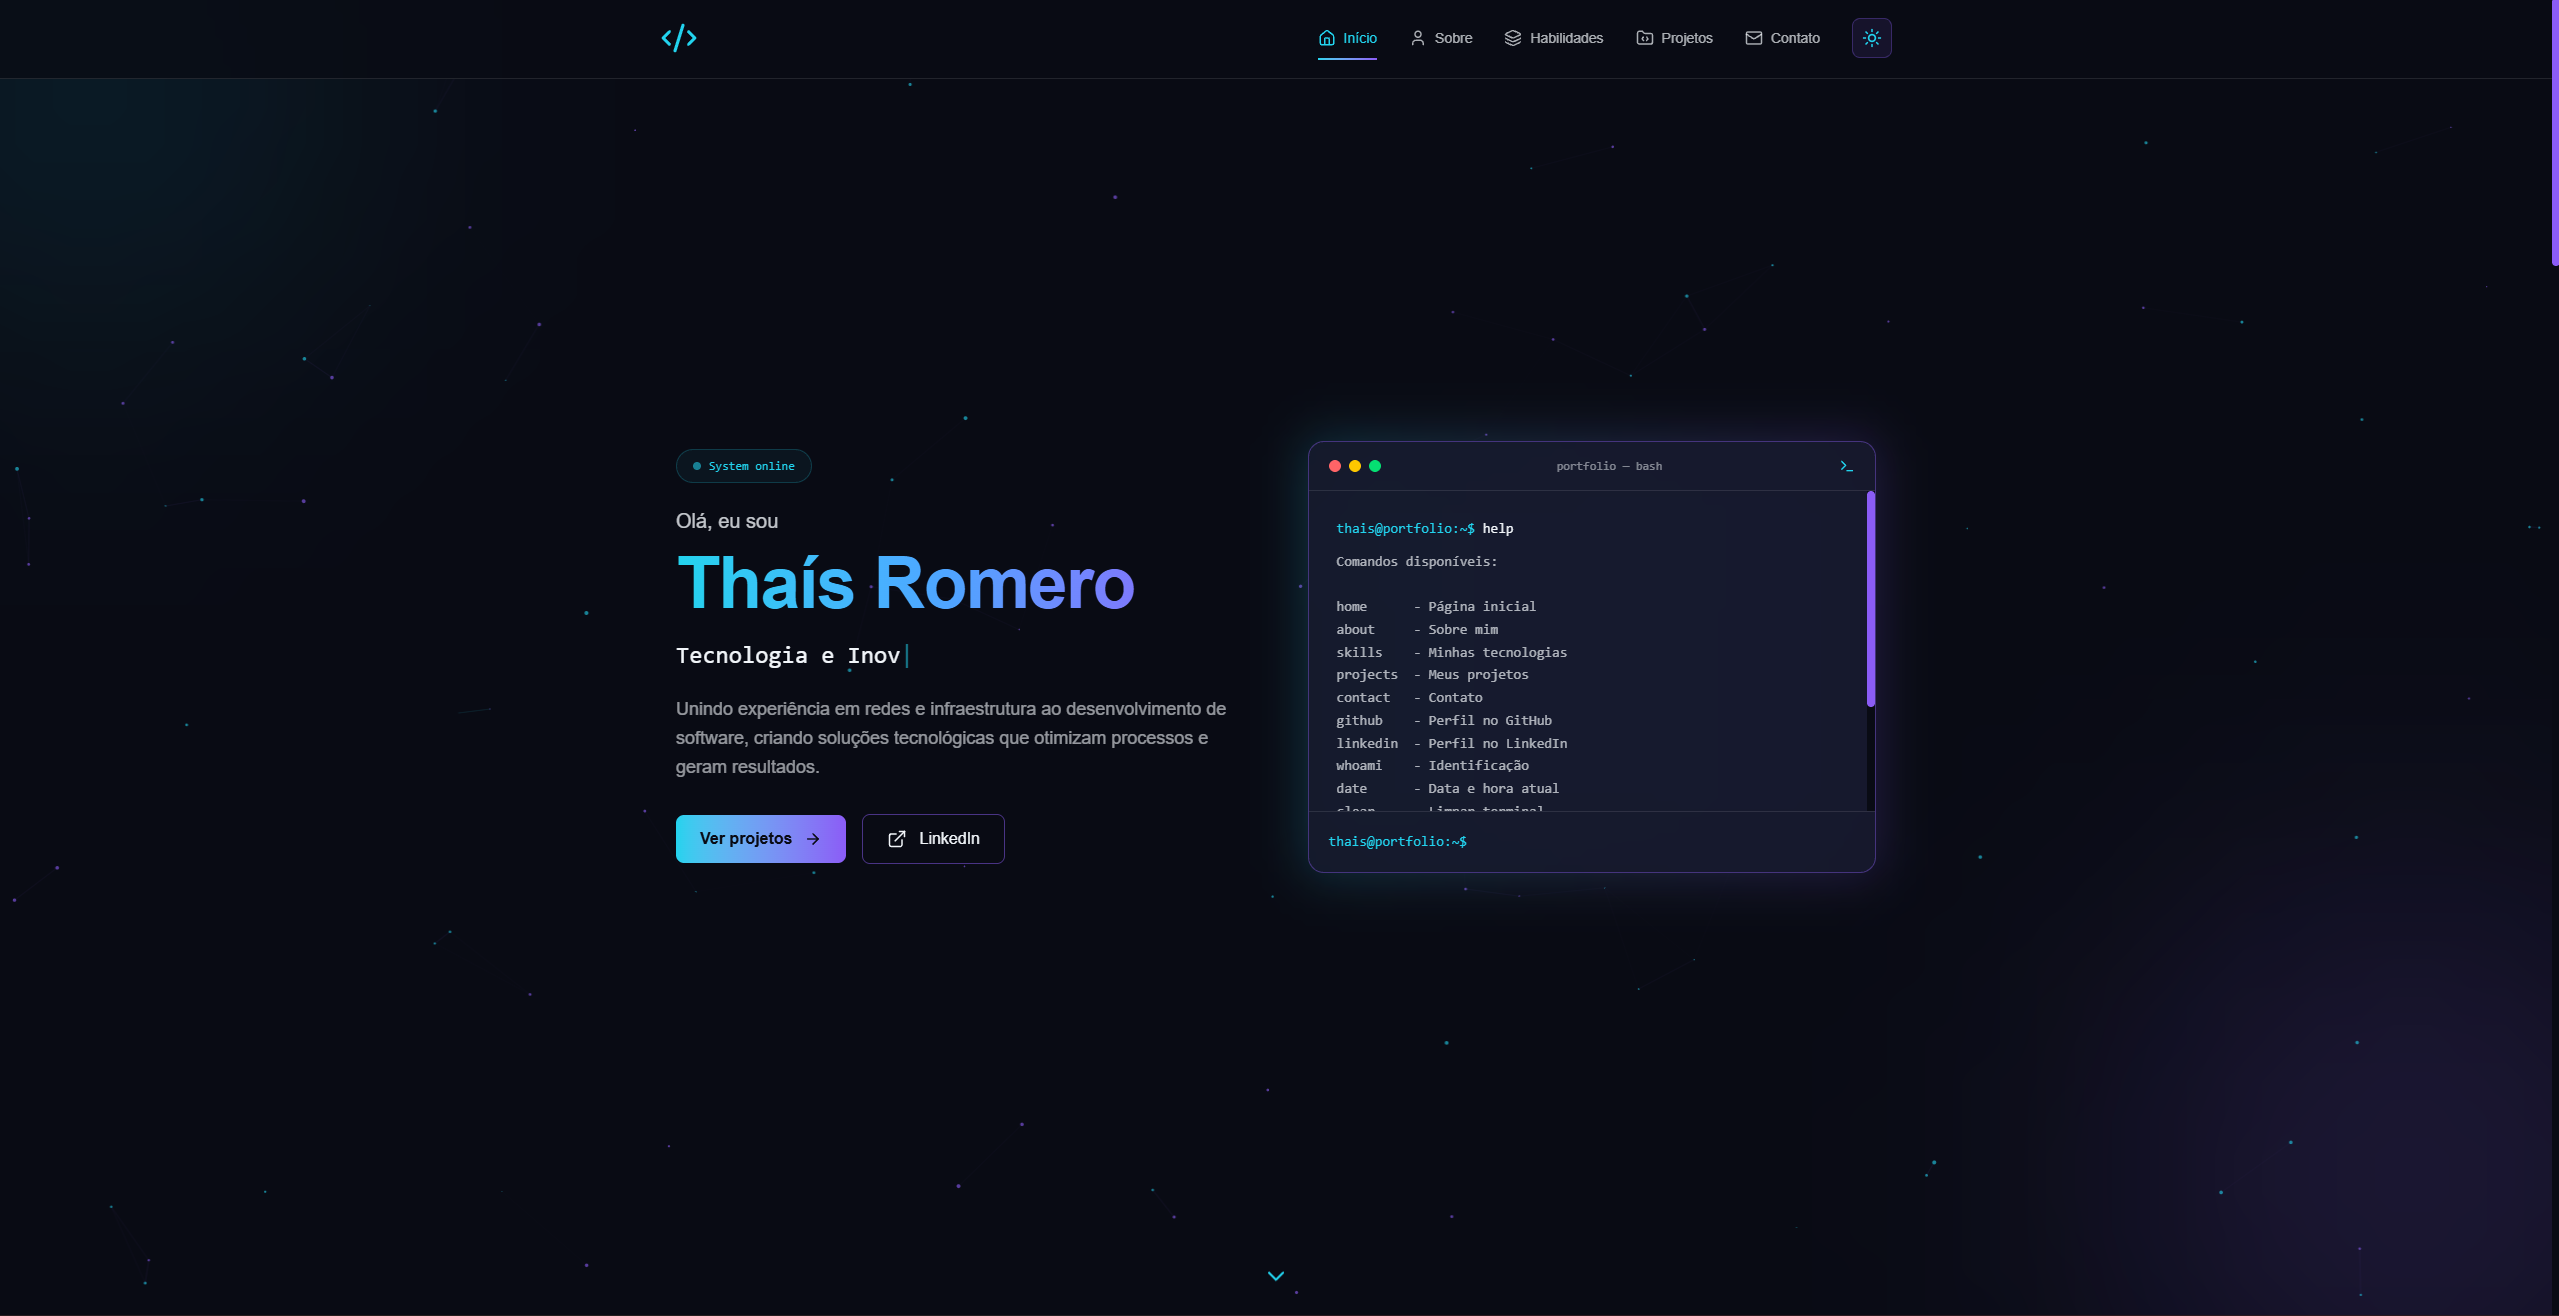 </>
Início
Sobre
Habilidades
Projetos
Contato
System online
Olá, eu sou
Thaís Romero
Tecnologia e Inov
Unindo experiência em redes e infraestrutura ao desenvolvimento de
software, criando soluções tecnológicas que otimizam processos e
geram resultados.
Ver projetos
LinkedIn
portfolio — bash
thais@portfolio:~$ help
Comandos disponíveis:
home - Página inicial
about - Sobre mim
skills - Minhas tecnologias
projects - Meus projetos
contact - Contato
github - Perfil no GitHub
linkedin - Perfil no LinkedIn
whoami - Identificação
date - Data e hora atual
clear - Limpar terminal
thais@portfolio:~$